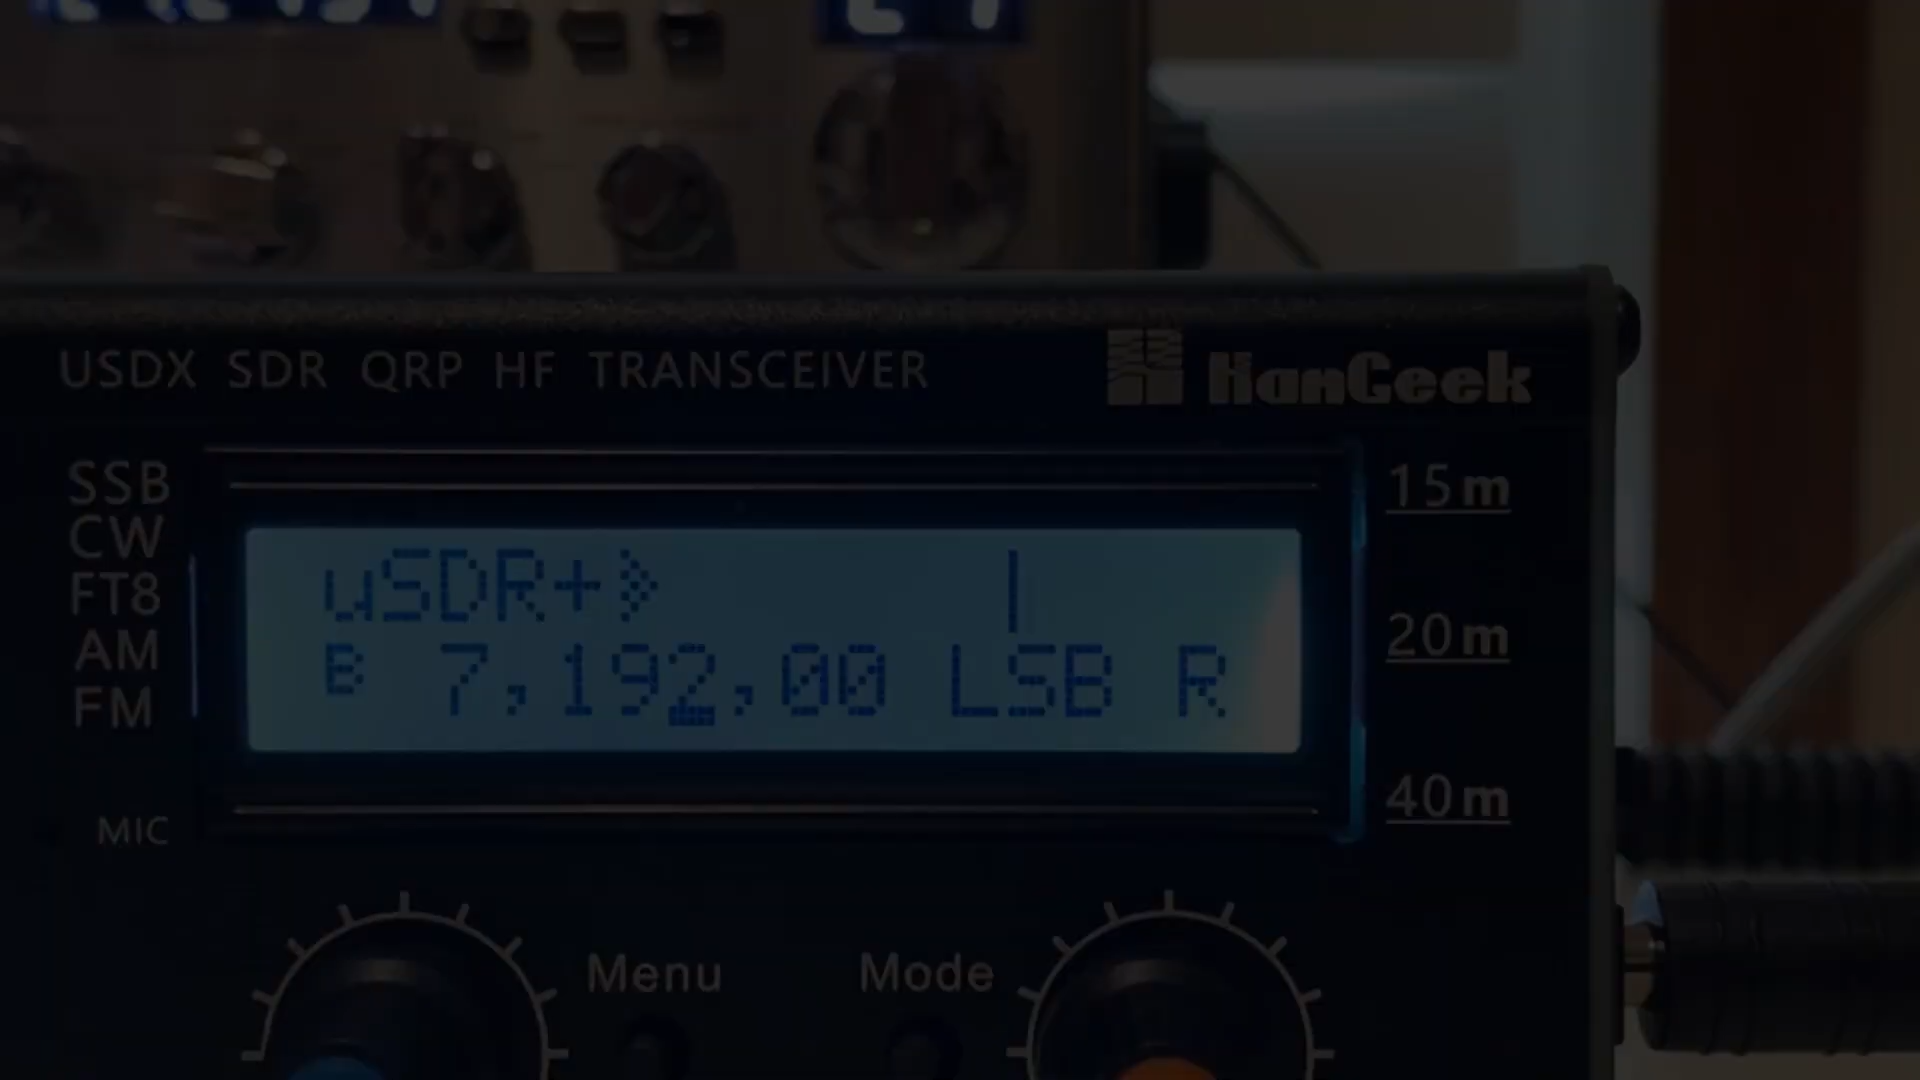 USDX SDR QRP HF TRANSCEIVER
HanGeek
SSB
CW
FT8
AM
FM
MIC
uSDR+
B 7,192,00 LSB R
15m
20m
40m
Menu
Mode